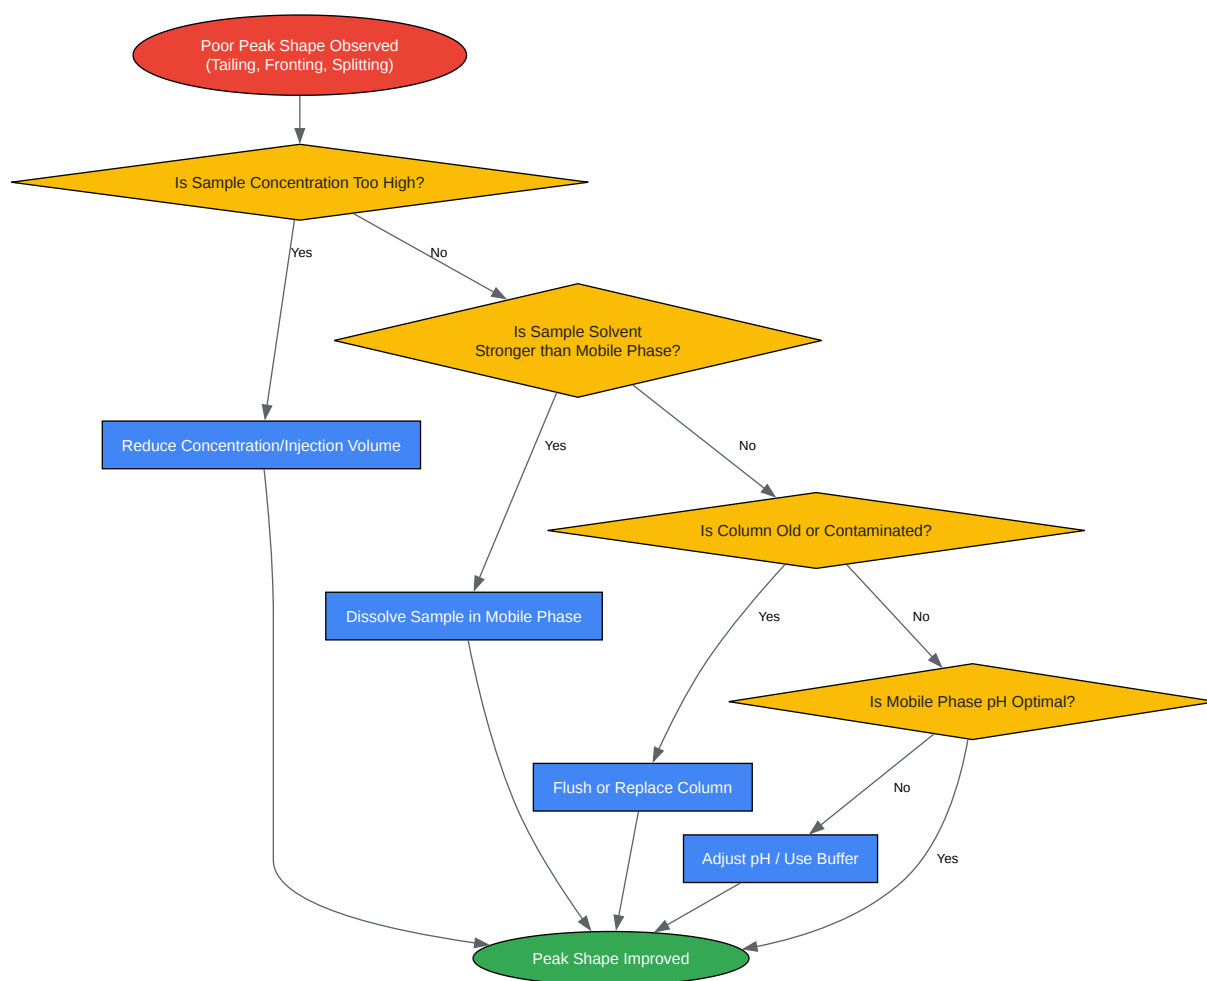 Poor Peak Shape Observed
(Tailing, Fronting, Splitting)
Is Sample Concentration Too High?
Yes
No
Is Sample Solvent
Stronger than Mobile Phase?
Reduce Concentration/Injection Volume
Yes
No
Is Column Old or Contaminated?
Dissolve Sample in Mobile Phase
Yes
No
Is Mobile Phase pH Optimal?
Flush or Replace Column
No
Adjust pH / Use Buffer
Yes
Peak Shape Improved